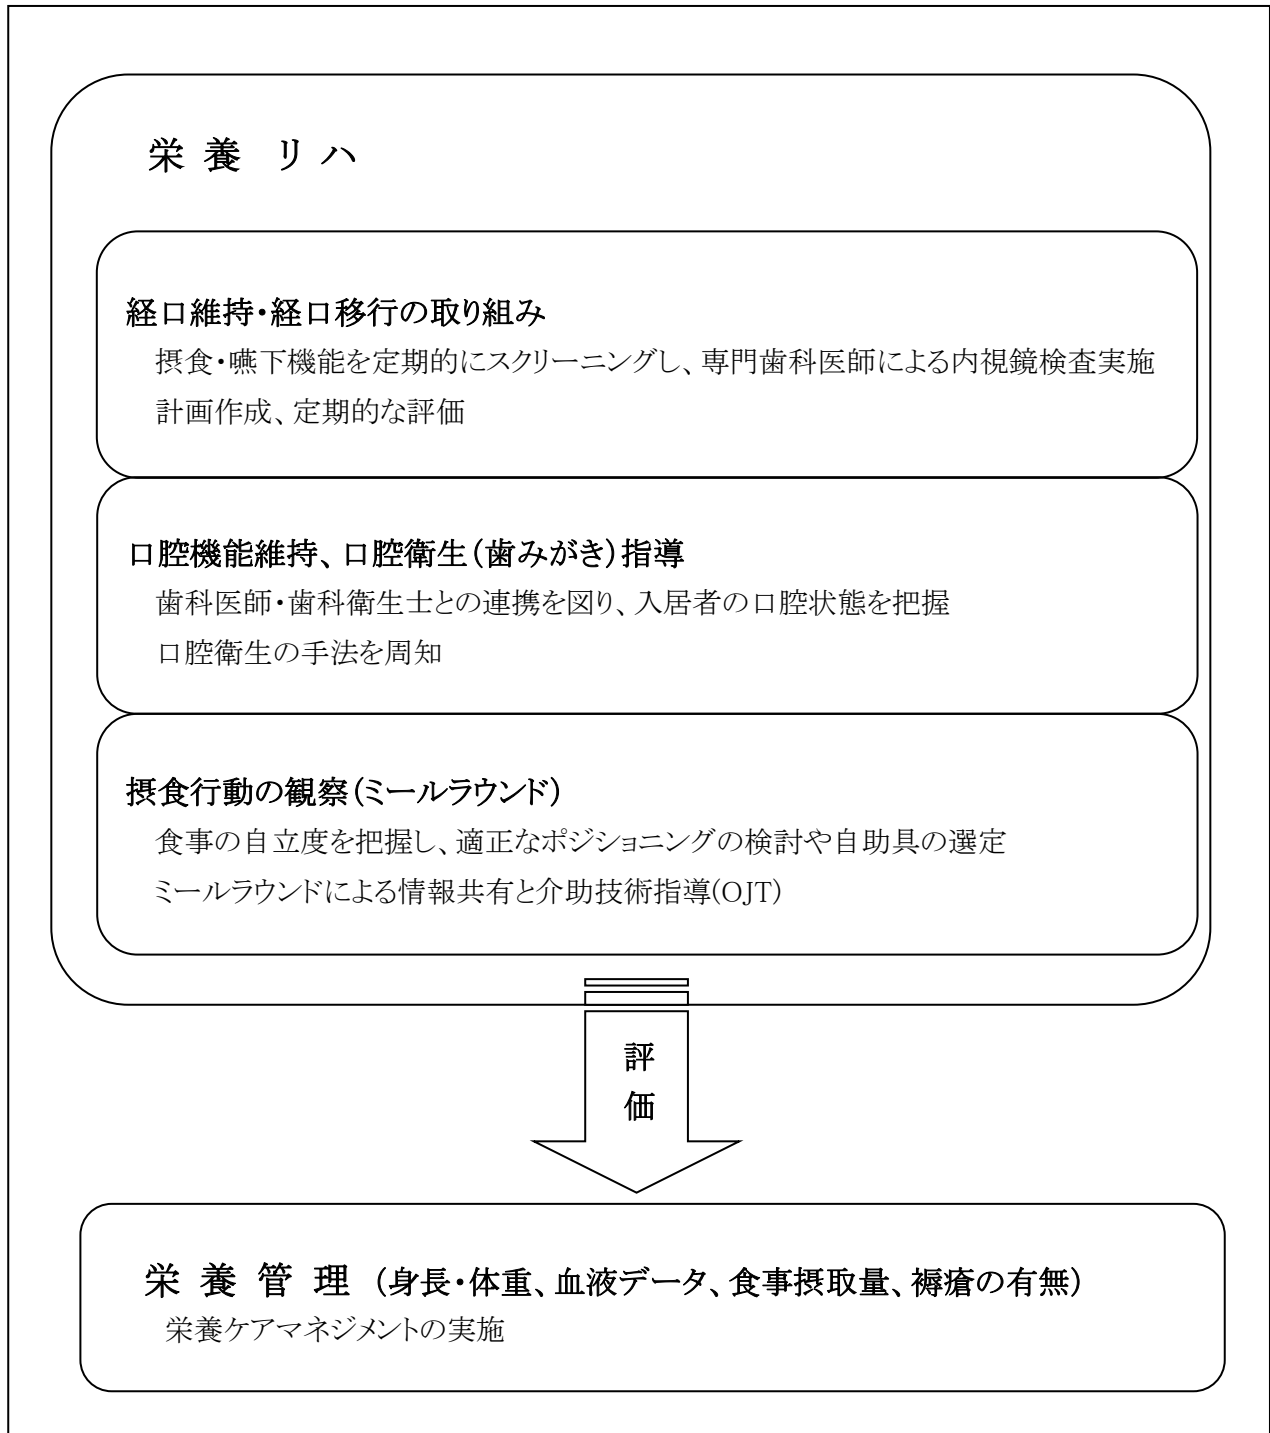 栄 養 リ ハ
経口維持・経口移行の取り組み
摂食・嚥下機能を定期的にスクリーニングし、専門歯科医師による内視鏡検査実施
計画作成、定期的な評価
口腔機能維持、口腔衛生(歯みがき)指導
歯科医師・歯科衛生士との連携を図り、入居者の口腔状態を把握
口腔衛生の手法を周知
摂食行動の観察(ミールラウンド)
食事の自立度を把握し、適正なポジショニングの検討や自助具の選定
ミールラウンドによる情報共有と介助技術指導(OJT)
評
価
栄 養 管 理 (身長・体重、血液データ、食事摂取量、褥瘡の有無)
栄養ケアマネジメントの実施